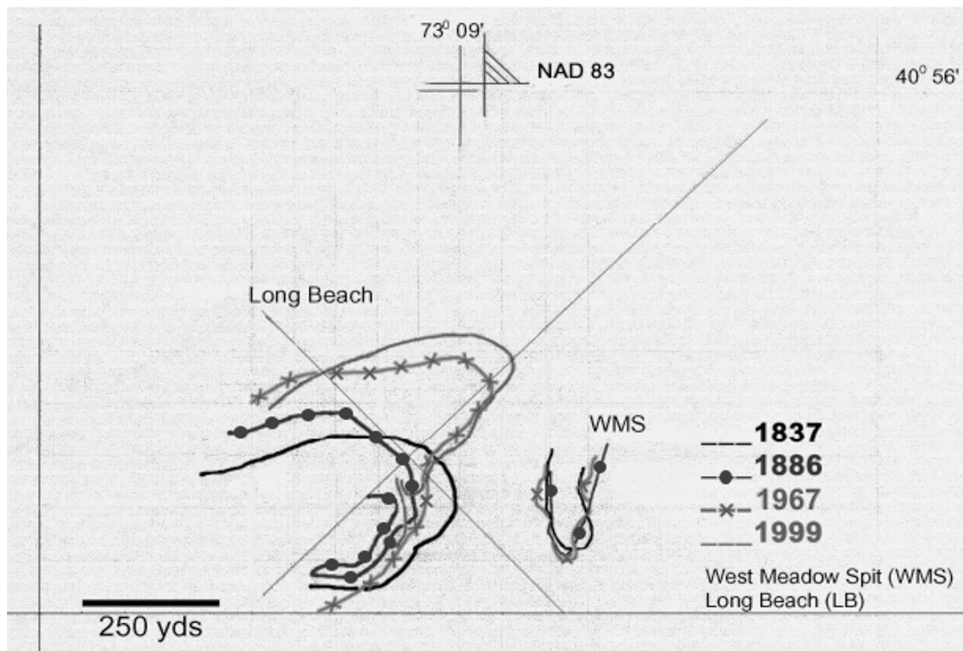 73⁰ 09'
NAD 83
40⁰ 56'
Long Beach
WMS
1837
1886
1967
1999
West Meadow Spit (WMS)
Long Beach (LB)
250 yds